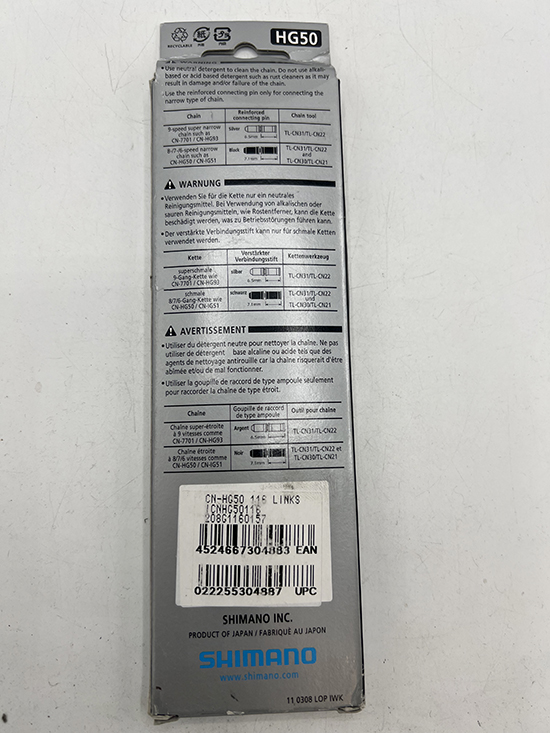 RECYCLABLE
紙
PAP
PAP
HG50
• Use neutral detergent to clean the chain. Do not use alkali-
based or acid based detergent such as rust cleaners as it may
result in damage and/or failure of the chain.
• Use the reinforced connecting pin only for connecting the
narrow type of chain.
Chain Reinforced connecting pin Chain tool
9-speed super narrow chain such as CN-7701 / CN-HG93 Silver 6.5mm TL-CN31/TL-CN22
8-/7-/6-speed narrow chain such as CN-HG50 / CN-IG51 Black 7.1mm TL-CN31/TL-CN22 and TL-CN30/TL-CN21
WARNUNG
• Verwenden Sie für die Kette nur ein neutrales
Reinigungsmittel. Bei Verwendung von alkalischen oder
sauren Reinigungsmitteln, wie Rostentferner, kann die Kette
beschädigt werden, was zu Betriebsstörungen führen kann.
• Der verstärkte Verbindungsstift kann nur für schmale Ketten
verwendet werden.
Kette Verstärkter Verbindungsstift Kettenwerkzeug
superschmale 9-Gang-Kette wie CN-7701 / CN-HG93 silbar 6.5mm TL-CN31/TL-CN22
schmale 8/7/6-Gang-Kette wie CN-HG50 / CN-IG51 schwarz 7.1mm TL-CN31/TL-CN22 und TL-CN30/TL-CN21
AVERTISSEMENT
• Utiliser du détergent neutre pour nettoyer la chaîne. Ne pas
utiliser de détergent base alcaline ou acide teis que des
agents de nettoyage antirouille car la chaîne risquerait d'être
abîmée et/ou de mal fonctionner.
• Utiliser la goupille de raccord de type ampoule seulement
pour raccorder la chaîne de type étroit.
Chaîne Goupille de raccord de type ampoule Outil pour chaîne
Chaîne super-étroite à 9 vitesses comme CN-7701 / CN-HG93 Argent 6.5mm TL-CN31/TL-CN22
Chaîne étroite à 8/7/6 vitesses comme CN-HG50 / CN-IG51 Noir 7.1mm TL-CN31/TL-CN22 et TL-CN30/TL-CN21
CN-HG50 116 LINKS
ICNHG50116
208G1160157
4524667304883 EAN
022255304887 UPC
SHIMANO INC.
PRODUCT OF JAPAN / FABRIQUÉ AU JAPON
SHIMANO
www.shimano.com
11 0308 LOP IWK